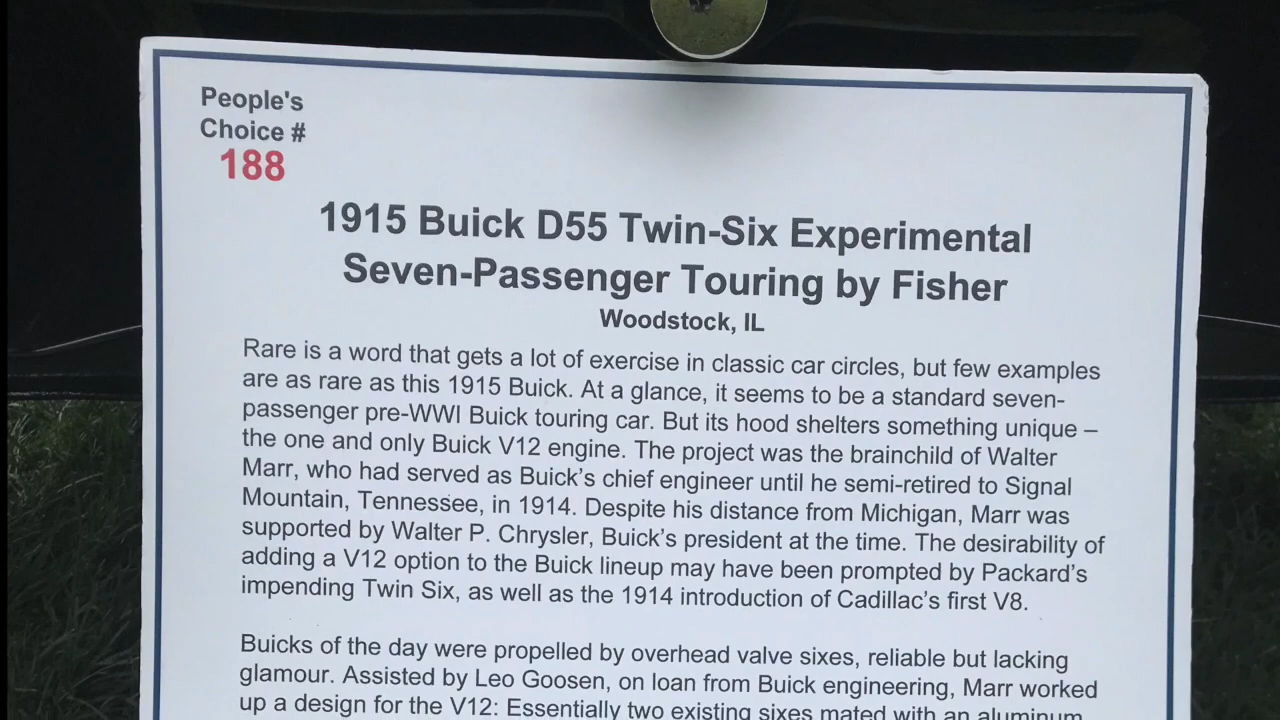 People's
Choice #
188
1915 Buick D55 Twin-Six Experimental
Seven-Passenger Touring by Fisher
Woodstock, IL
Rare is a word that gets a lot of exercise in classic car circles, but few examples
are as rare as this 1915 Buick. At a glance, it seems to be a standard seven-
passenger pre-WWI Buick touring car. But its hood shelters something unique –
the one and only Buick V12 engine. The project was the brainchild of Walter
Marr, who had served as Buick’s chief engineer until he semi-retired to Signal
Mountain, Tennessee, in 1914. Despite his distance from Michigan, Marr was
supported by Walter P. Chrysler, Buick’s president at the time. The desirability of
adding a V12 option to the Buick lineup may have been prompted by Packard’s
impending Twin Six, as well as the 1914 introduction of Cadillac’s first V8.
Buicks of the day were propelled by overhead valve sixes, reliable but lacking
glamour. Assisted by Leo Goosen, on loan from Buick engineering, Marr worked
up a design for the V12: Essentially two existing sixes mated with an aluminum